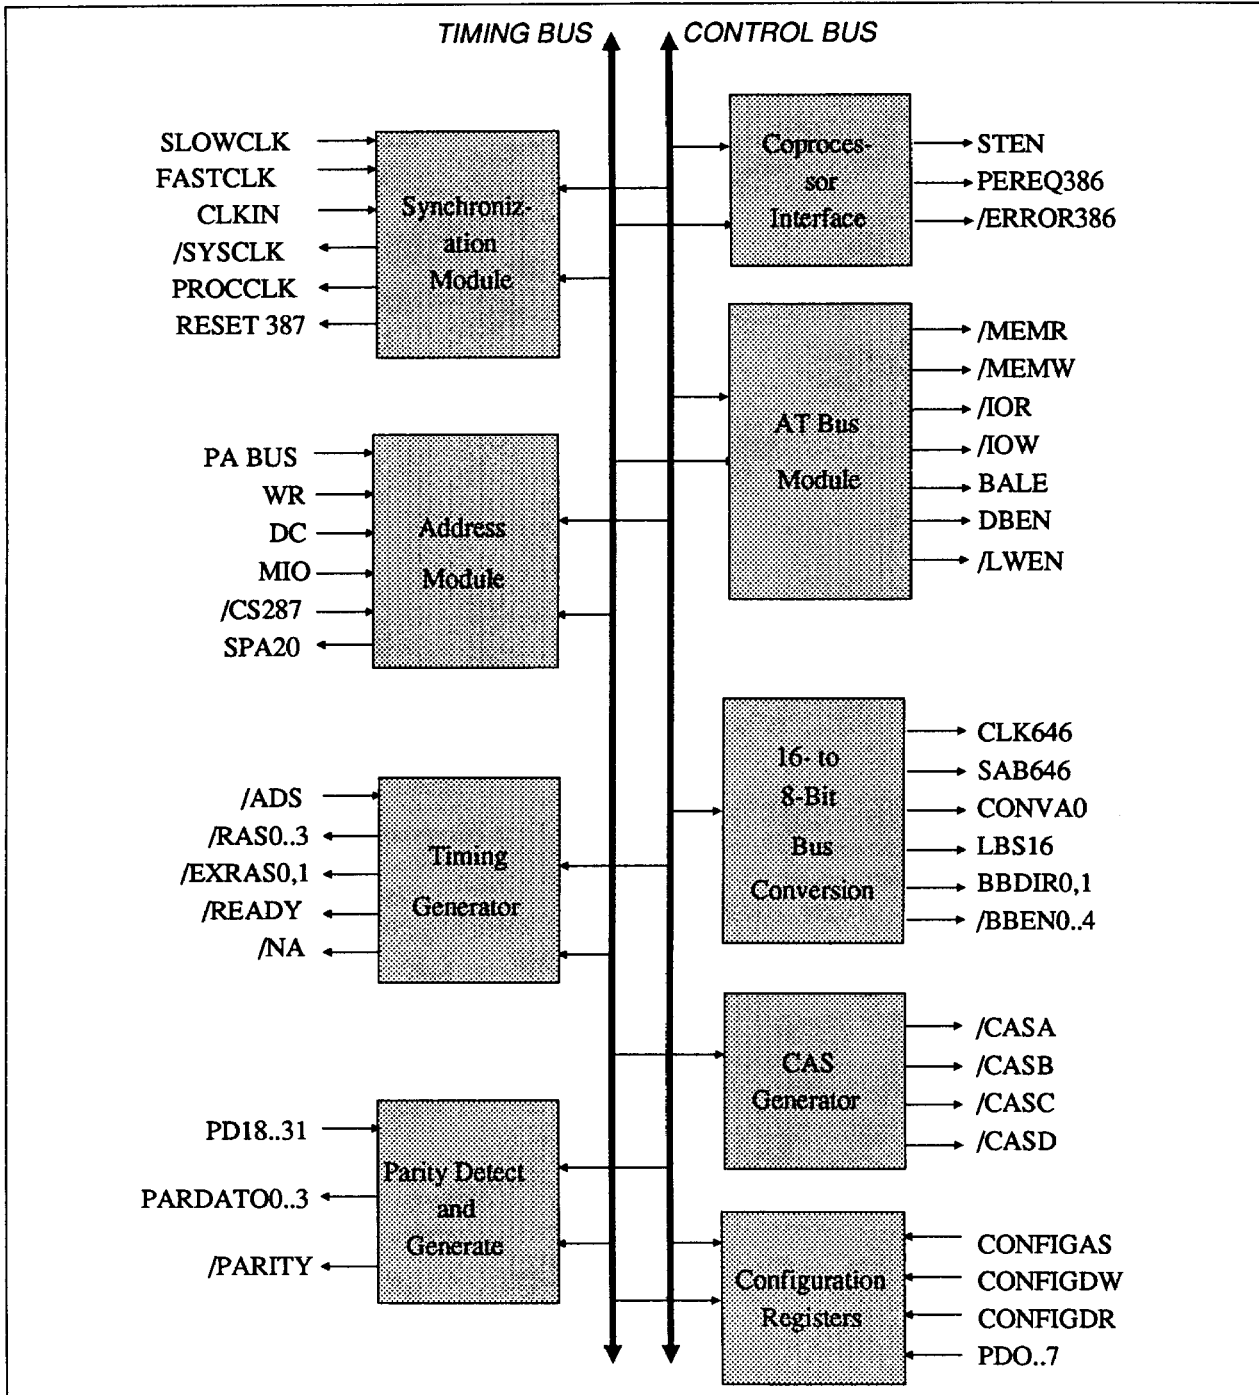 TIMING BUS
CONTROL BUS
SLOWCLK
FASTCLK
CLKIN
/SYSCLK
PROCCLK
RESET 387
Synchroniz-
ation
Module
Coproces-
sor
Interface
STEN
PEREQ386
/ERROR386
PA BUS
WR
DC
MIO
/CS287
SPA20
Address
Module
AT Bus
Module
/MEMR
/MEMW
/IOR
/IOW
BALE
DBEN
/LWEN
/ADS
/RAS0..3
/EXRAS0,1
/READY
/NA
Timing
Generator
16- to
8-Bit
Bus
Conversion
CLK646
SAB646
CONVA0
LBS16
BBDIR0,1
/BBEN0..4
CAS
Generator
/CASA
/CASB
/CASC
/CASD
PD18..31
PARDATO0..3
/PARITY
Parity Detect
and
Generate
Configuration
Registers
CONFIGAS
CONFIGDW
CONFIGDR
PDO..7